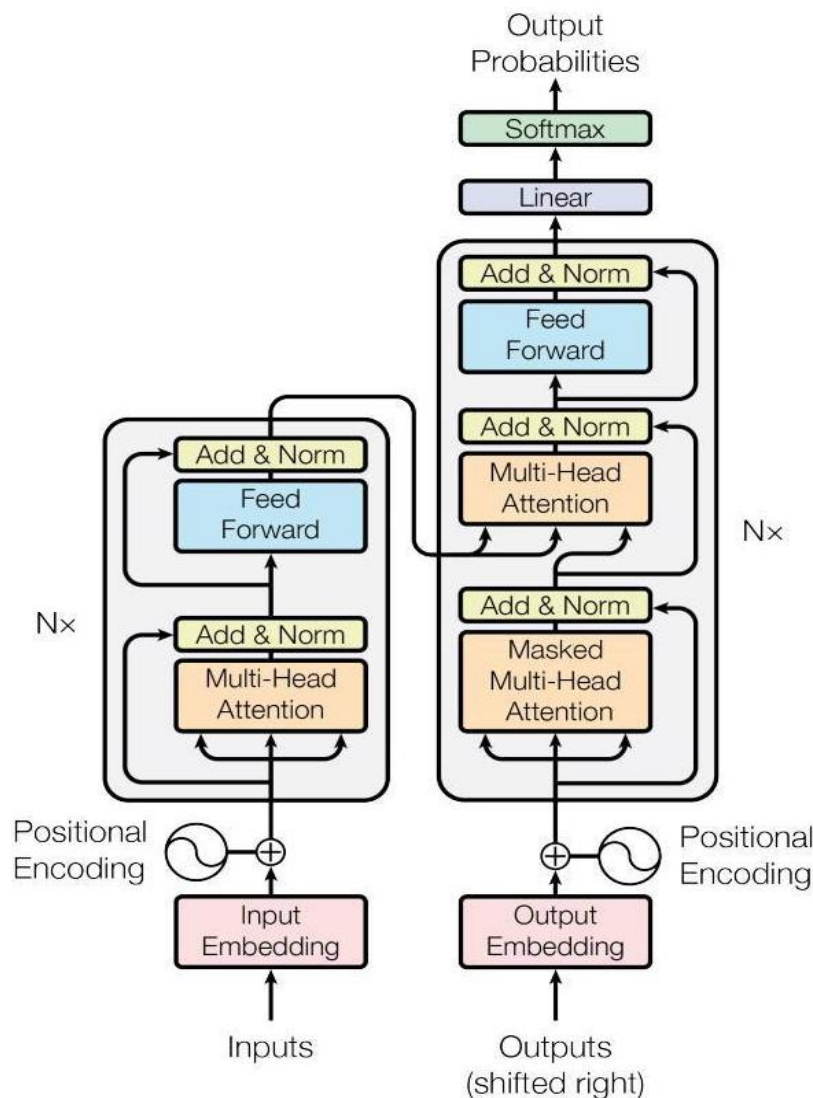 Output
Probabilities
Softmax
Linear
Add & Norm
Feed
Forward
Add & Norm
Multi-Head
Attention
Add & Norm
Masked
Multi-Head
Attention
Nx
Add & Norm
Feed
Forward
Add & Norm
Multi-Head
Attention
Nx
Positional
Encoding
Positional
Encoding
Input
Embedding
Output
Embedding
Inputs
Outputs
(shifted right)